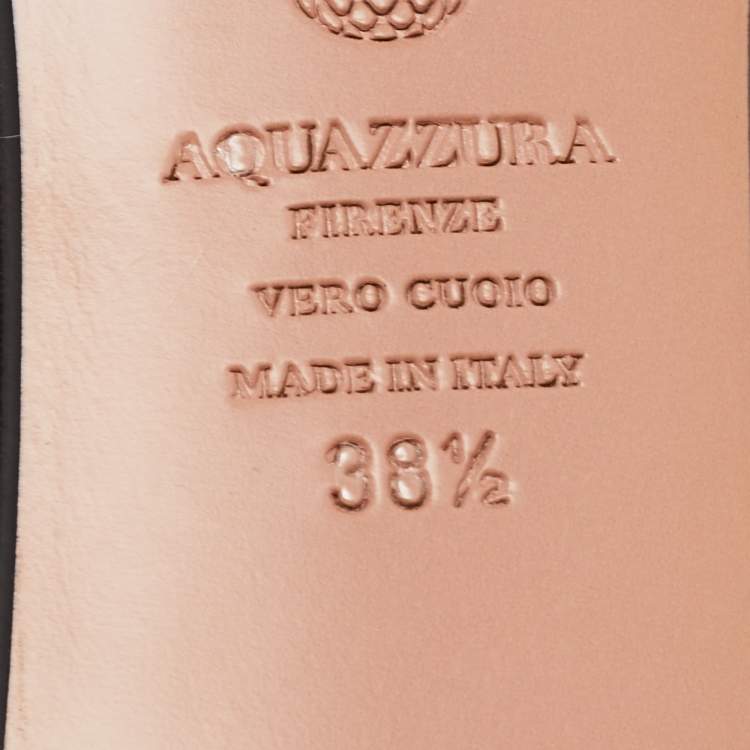 AQUAZZURA
FIRENZE
VERO CUOIO
MADE IN ITALY
38½